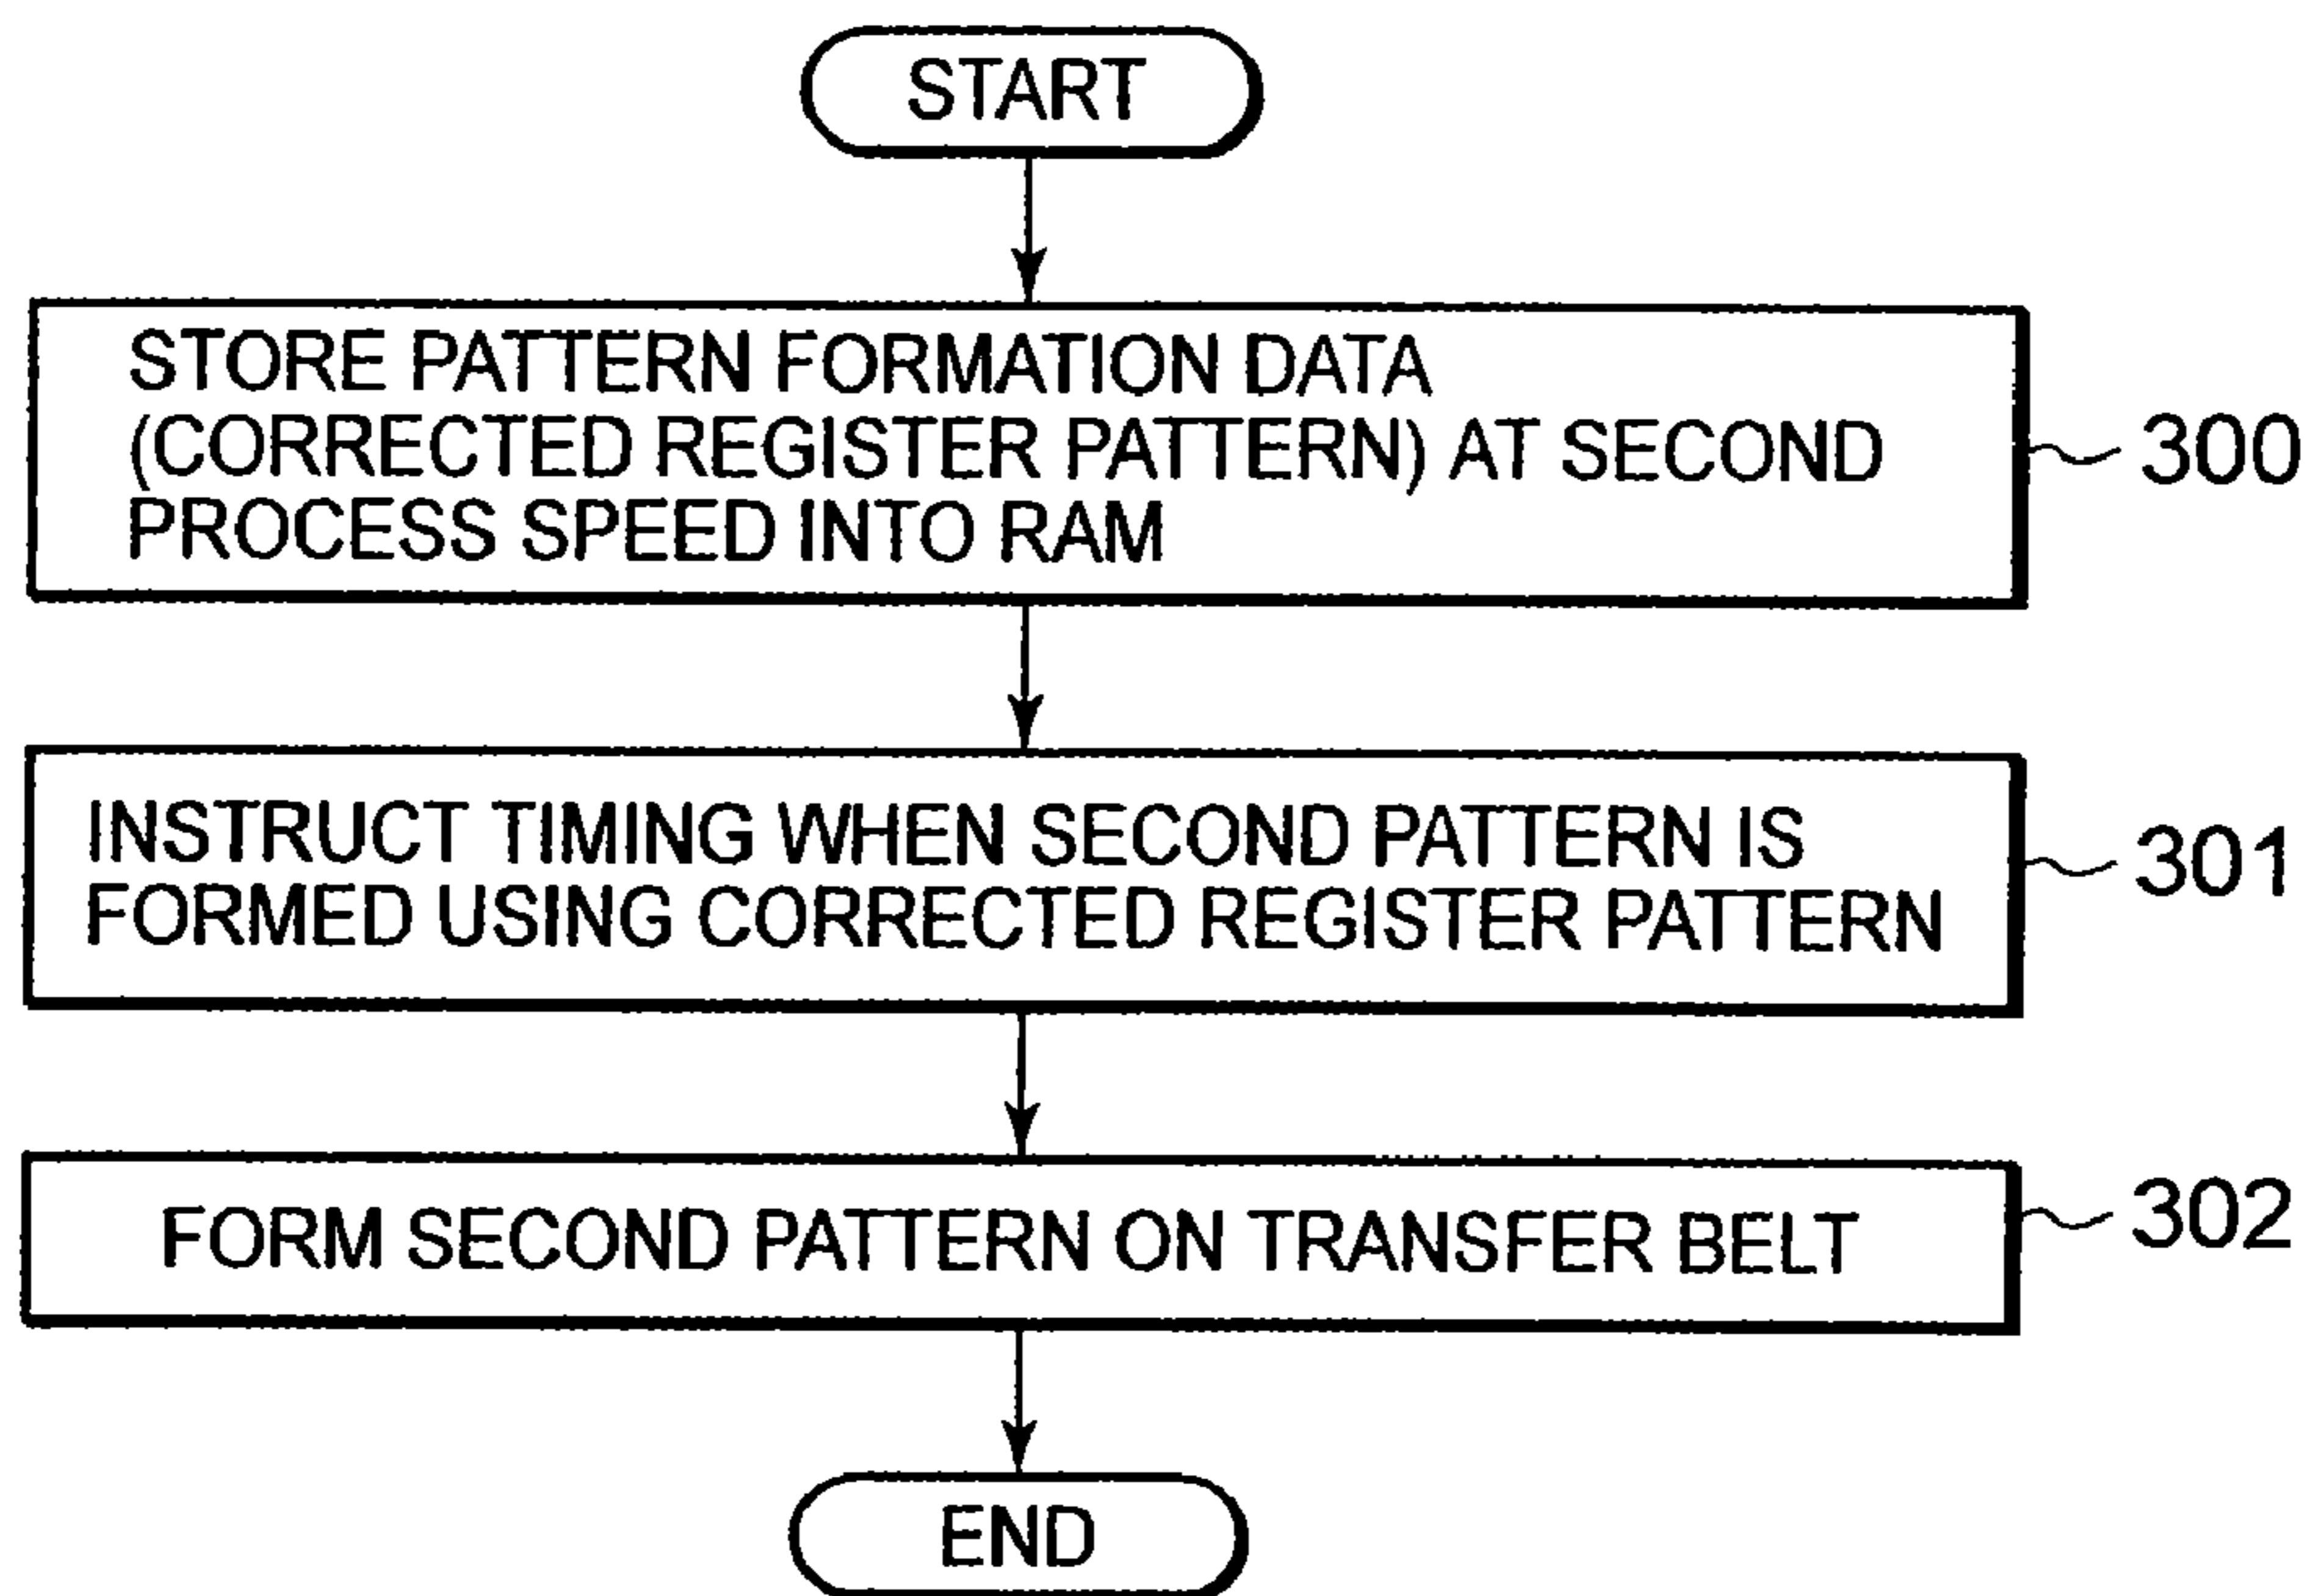 START
STORE PATTERN FORMATION DATA
(CORRECTED REGISTER PATTERN) AT SECOND
PROCESS SPEED INTO RAM
300
INSTRUCT TIMING WHEN SECOND PATTERN IS
FORMED USING CORRECTED REGISTER PATTERN
301
FORM SECOND PATTERN ON TRANSFER BELT
302
END